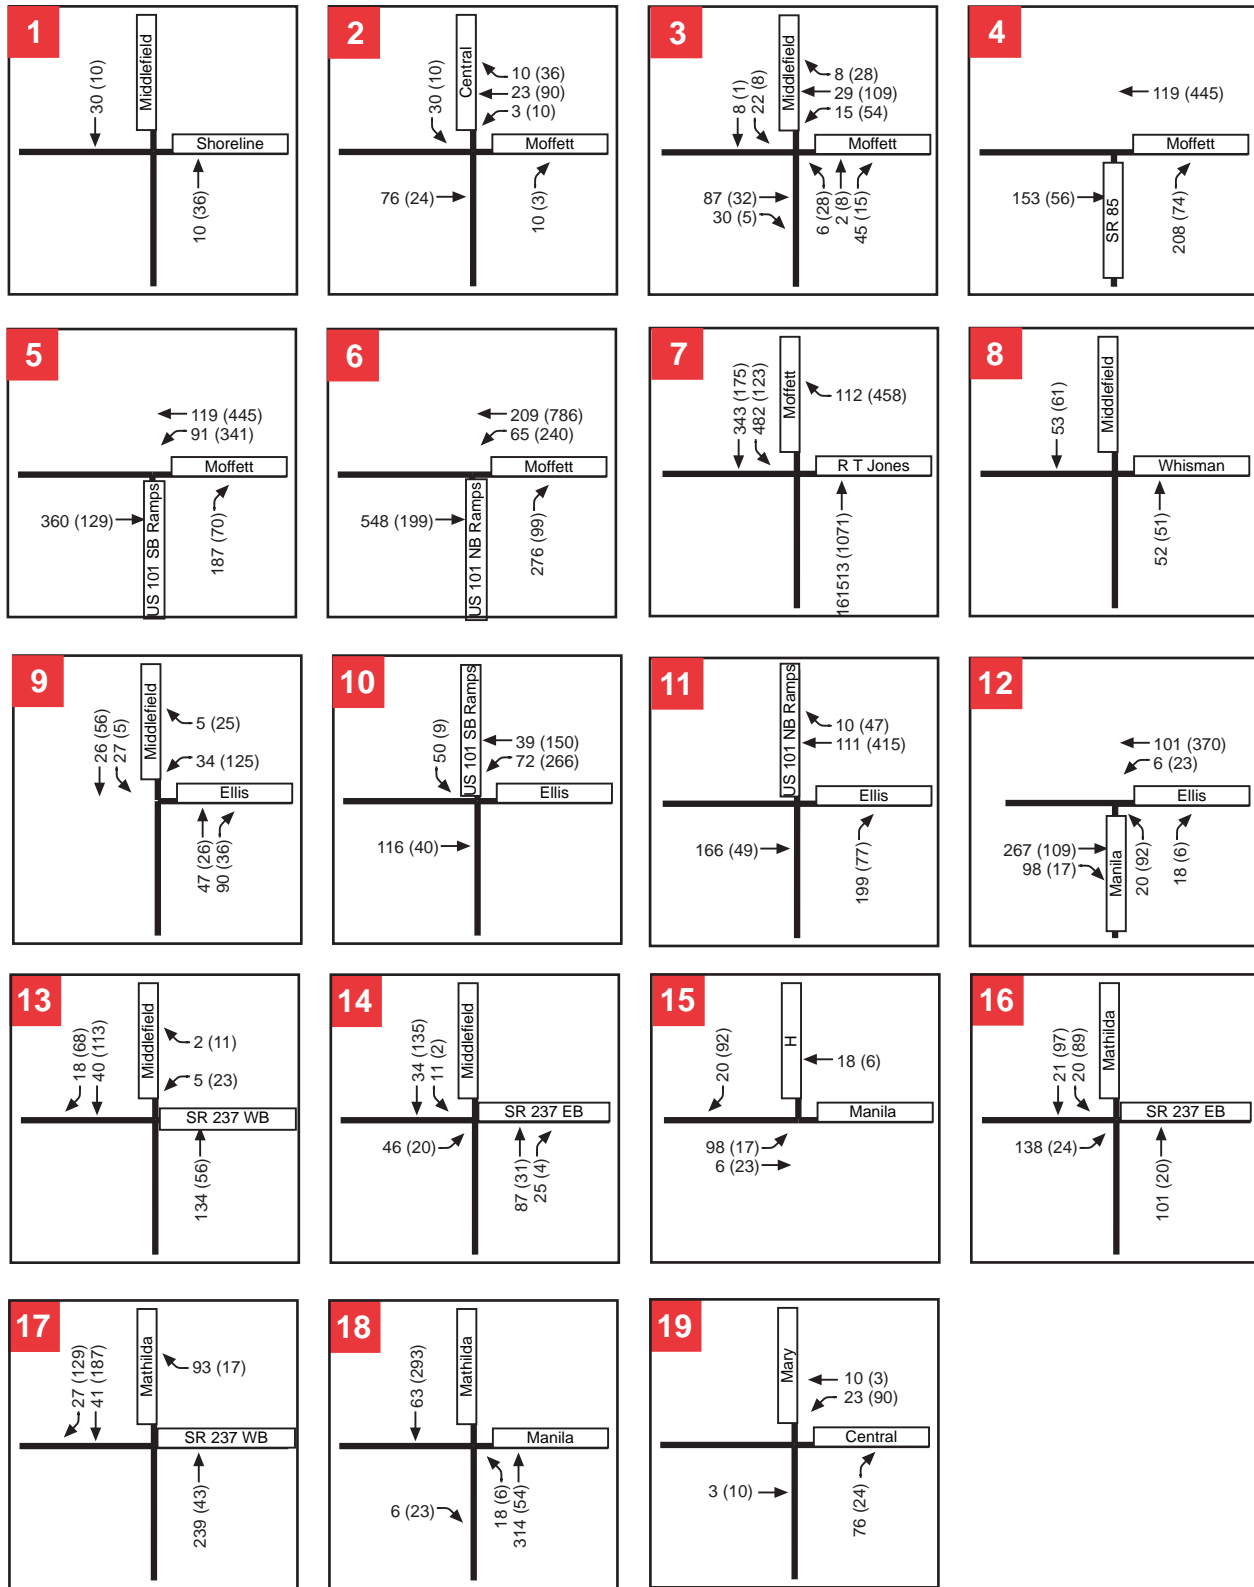 1
Middlefield
30 (10)
Shoreline
10 (36)
2
Central
30 (10)
10 (36)
23 (90)
3 (10)
Moffett
76 (24)
10 (3)
3
Middlefield
8 (1)
22 (8)
8 (28)
29 (109)
15 (54)
Moffett
87 (32)
30 (5)
6 (28)
2 (8)
45 (15)
4
119 (445)
Moffett
153 (56)
SR 85
208 (74)
5
119 (445)
91 (341)
Moffett
360 (129)
US 101 SB Ramps
187 (70)
6
209 (786)
65 (240)
Moffett
548 (199)
US 101 NB Ramps
276 (99)
7
343 (175)
482 (123)
Moffett
112 (458)
R T Jones
161513 (1071)
8
Middlefield
53 (61)
Whisman
52 (51)
9
Middlefield
26 (56)
27 (5)
5 (25)
34 (125)
Ellis
47 (26)
90 (36)
10
US 101 SB Ramps
50 (9)
39 (150)
72 (266)
Ellis
116 (40)
11
US 101 NB Ramps
10 (47)
111 (415)
Ellis
166 (49)
199 (77)
12
101 (370)
6 (23)
Ellis
267 (109)
98 (17)
Manila
20 (92)
18 (6)
13
Middlefield
18 (68)
40 (113)
2 (11)
5 (23)
SR 237 WB
134 (56)
14
Middlefield
34 (135)
11 (2)
SR 237 EB
46 (20)
87 (31)
25 (4)
15
H
20 (92)
18 (6)
Manila
98 (17)
6 (23)
16
Mathilda
21 (97)
20 (89)
SR 237 EB
138 (24)
101 (20)
17
Mathilda
27 (129)
41 (187)
93 (17)
SR 237 WB
239 (43)
18
Mathilda
63 (293)
Manila
6 (23)
18 (6)
314 (54)
19
Mary
10 (3)
23 (90)
Central
3 (10)
76 (24)